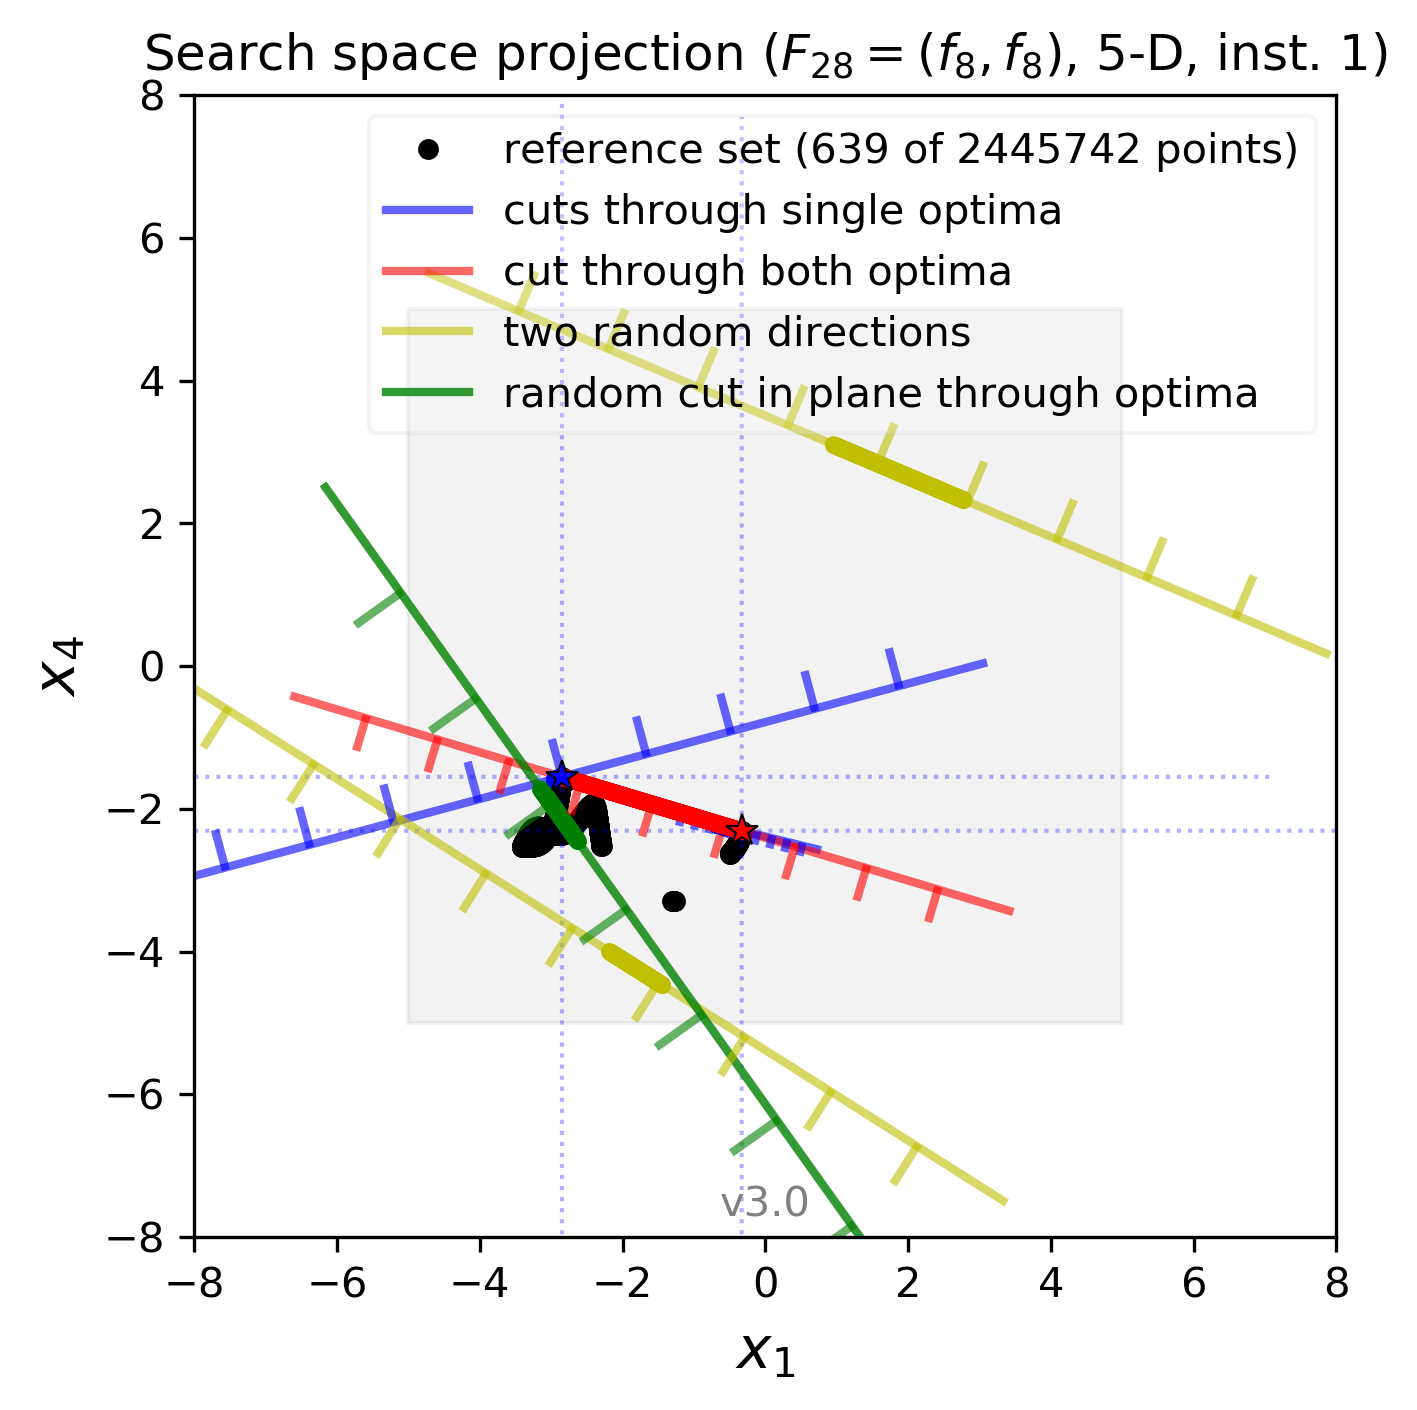 Search space projection (F₂₈ = (f₈, f₈), 5-D, inst. 1)
reference set (639 of 2445742 points)
cuts through single optima
cut through both optima
two random directions
random cut in plane through optima
8
6
4
2
0
−2
−4
−6
−8
x₄
v3.0
−8 −6 −4 −2 0 2 4 6 8
x₁